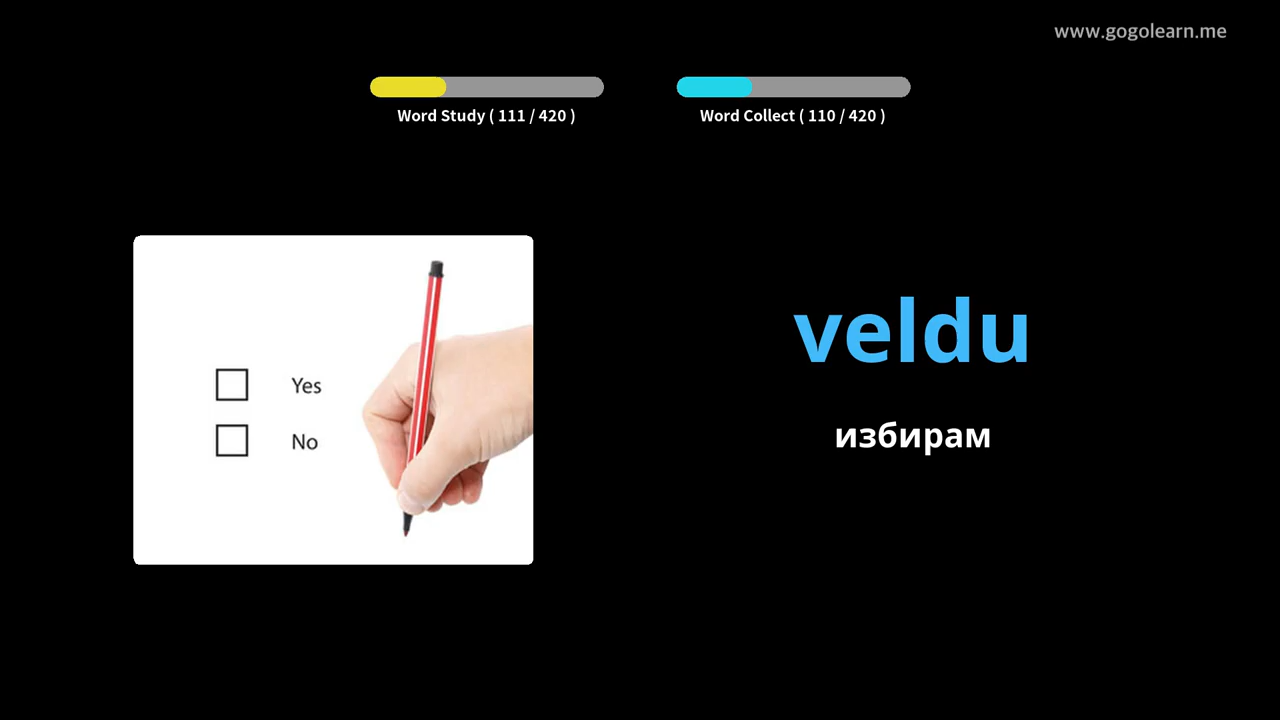 www.gogolearn.me
Word Study ( 111 / 420 )
Word Collect ( 110 / 420 )
Yes
No
veldu
избирам